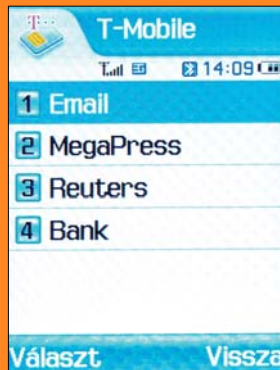 T-Mobile
14:09
1 Email
2 MegaPress
3 Reuters
4 Bank
Választ Vissza